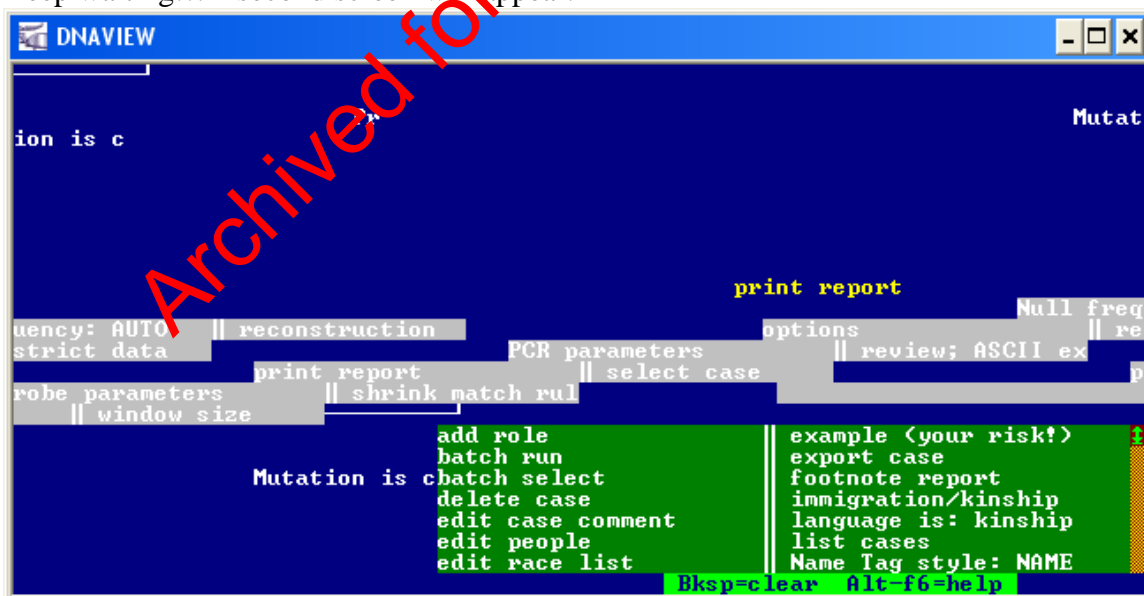 DNAVIEW
Pr Mutat
ion is c
print report
Null freq
uency: AUTO || reconstruction options || re
strict data PCR parameters || review; ASCII ex
print report || select case p
robe parameters || shrink match rul
|| window size
add role || example (your risk!)
batch run || export case
Mutation is c batch select || footnote report
delete case || immigration/kinship
edit case comment || language is: kinship
edit people || list cases
edit race list || Name Tag style: NAME
Bksp=clear Alt-f6=help
Archived for